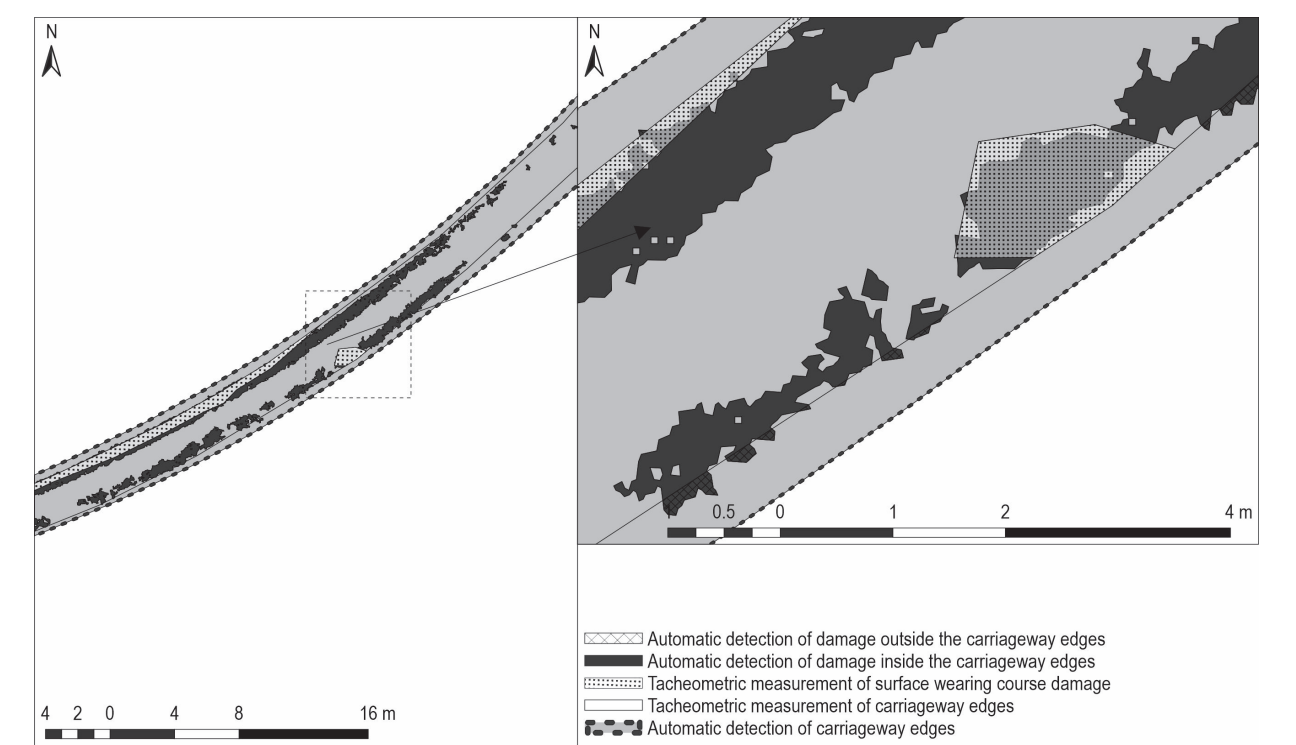 N
N
0.5 0 1 2 4 m
Automatic detection of damage outside the carriageway edges
Automatic detection of damage inside the carriageway edges
Tacheometric measurement of surface wearing course damage
Tacheometric measurement of carriageway edges
Automatic detection of carriageway edges
4 2 0 4 8 16 m